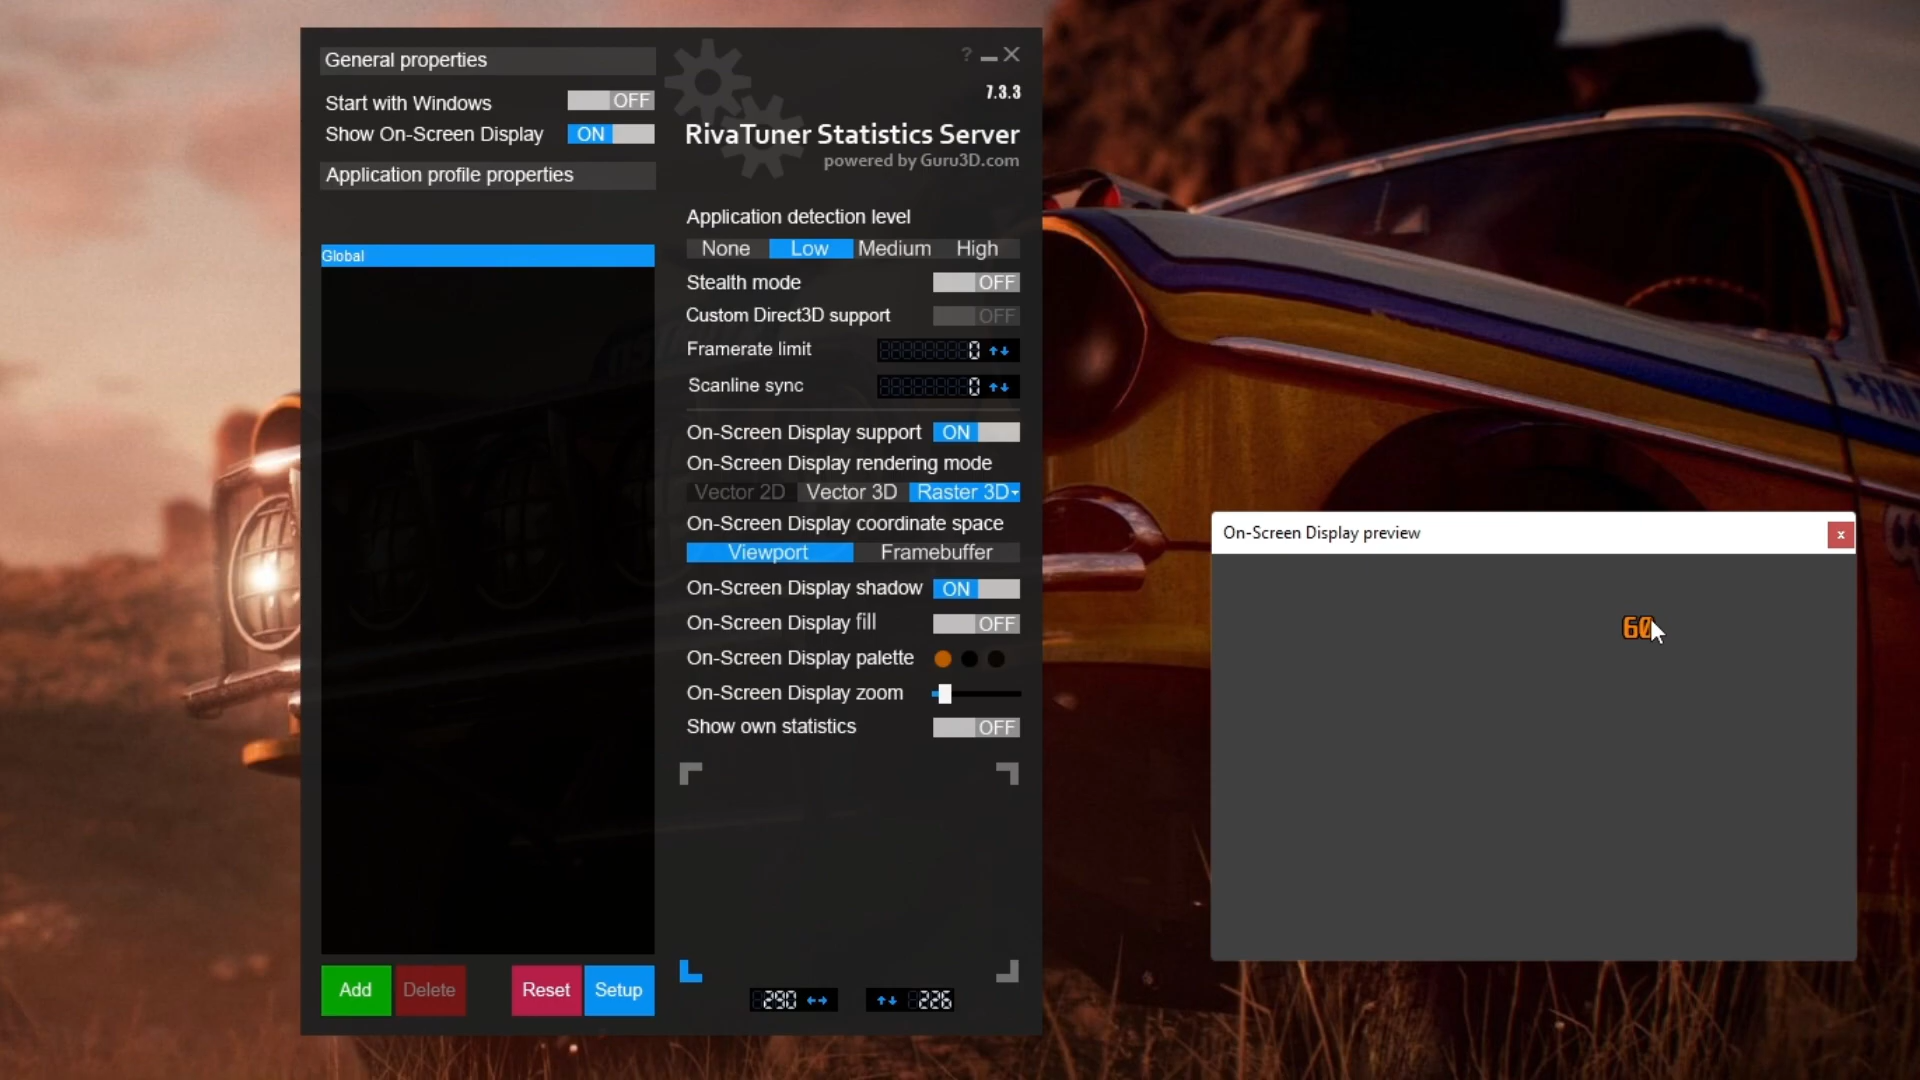 General properties
Start with Windows OFF
Show On-Screen Display ON
Application profile properties
Global
Add Delete Reset Setup
? X
7.3.3
RivaTuner Statistics Server
powered by Guru3D.com
Application detection level
None Low Medium High
Stealth mode OFF
Custom Direct3D support OFF
Framerate limit 0
Scanline sync 0
On-Screen Display support ON
On-Screen Display rendering mode
Vector 2D Vector 3D Raster 3D
On-Screen Display coordinate space
Viewport Framebuffer
On-Screen Display shadow ON
On-Screen Display fill OFF
On-Screen Display palette
On-Screen Display zoom
Show own statistics OFF
290 226
On-Screen Display preview x
60